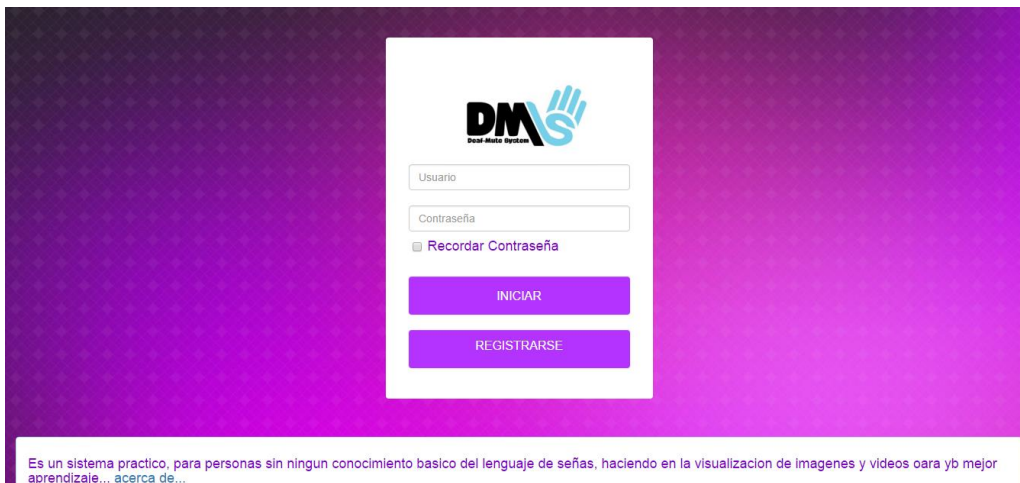 DMS
Deaf-Mute System
Usuario
Contraseña
Recordar Contraseña
INICIAR
REGISTRARSE
Es un sistema practico, para personas sin ningun conocimiento basico del lenguaje de señas, haciendo en la visualizacion de imagenes y videos oara yb mejor
aprendizaje... acerca de...